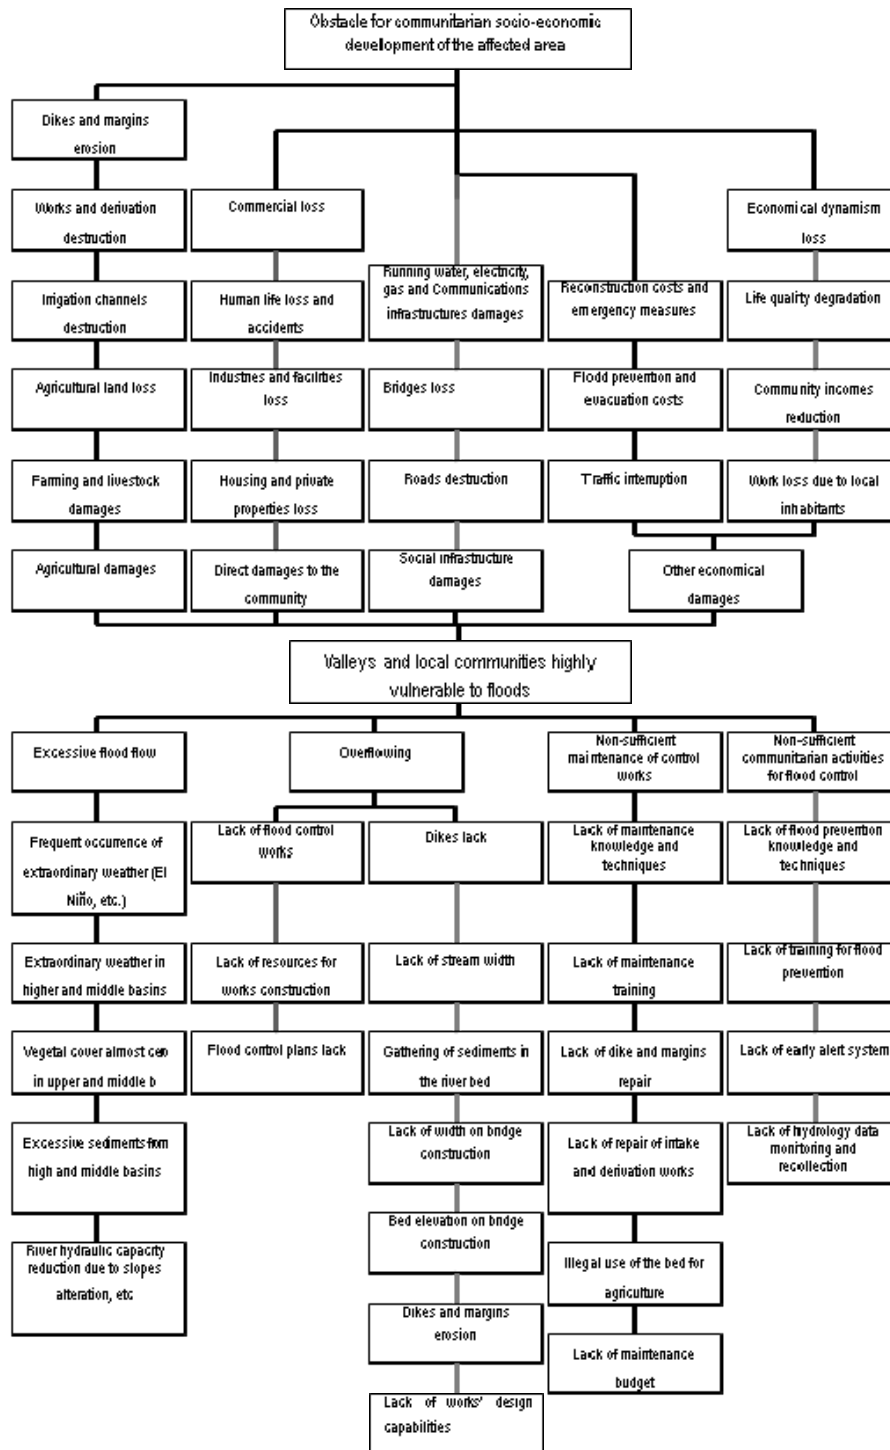 Obstacle for communitarian socio-economic
development of the affected area
Dikes and margins
erosion
Works and derivation
destruction
Commercial loss
Economical dynamism
loss
Irrigation channels
destruction
Human life loss and
accidents
Running water, electricity,
gas and Communications
infrastructures damages
Reconstruction costs and
emergency measures
Life quality degradation
Agricultural land loss
Industries and facilities
loss
Bridges loss
Flodd prevention and
evacuation costs
Community incomes
reduction
Farming and livestock
damages
Housing and private
properties loss
Roads destruction
Traffic interruption
Work loss due to local
inhabitants
Agricultural damages
Direct damages to the
community
Social infrastructure
damages
Other economical
damages
Valleys and local communities highly
vulnerable to floods
Excessive flood flow
Overflowing
Non-sufficient
maintenance of control
works
Non-sufficient
communitarian activities
for flood control
Frequent occurrence of
extraordinary weather (El
Niño, etc.)
Lack of flood control
works
Dikes lack
Lack of maintenance
knowledge and
techniques
Lack of flood prevention
knowledge and
techniques
Extraordinary weather in
higher and middle basins
Lack of resources for
works construction
Lack of stream width
Lack of maintenance
training
Lack of training for flood
prevention
Vegetal cover almost cero
in upper and middle b
Flood control plans lack
Gathering of sediments in
the river bed
Lack of dike and margins
repair
Lack of early alert system
Excessive sediments from
high and middle basins
Lack of width on bridge
construction
Lack of repair of intake
and derivation works
Lack of hydrology data
monitoring and
recollection
River hydraulic capacity
reduction due to slopes
alteration, etc
Bed elevation on bridge
construction
Illegal use of the bed for
agriculture
Dikes and margins
erosion
Lack of maintenance
budget
Lack of works' design
capabilities